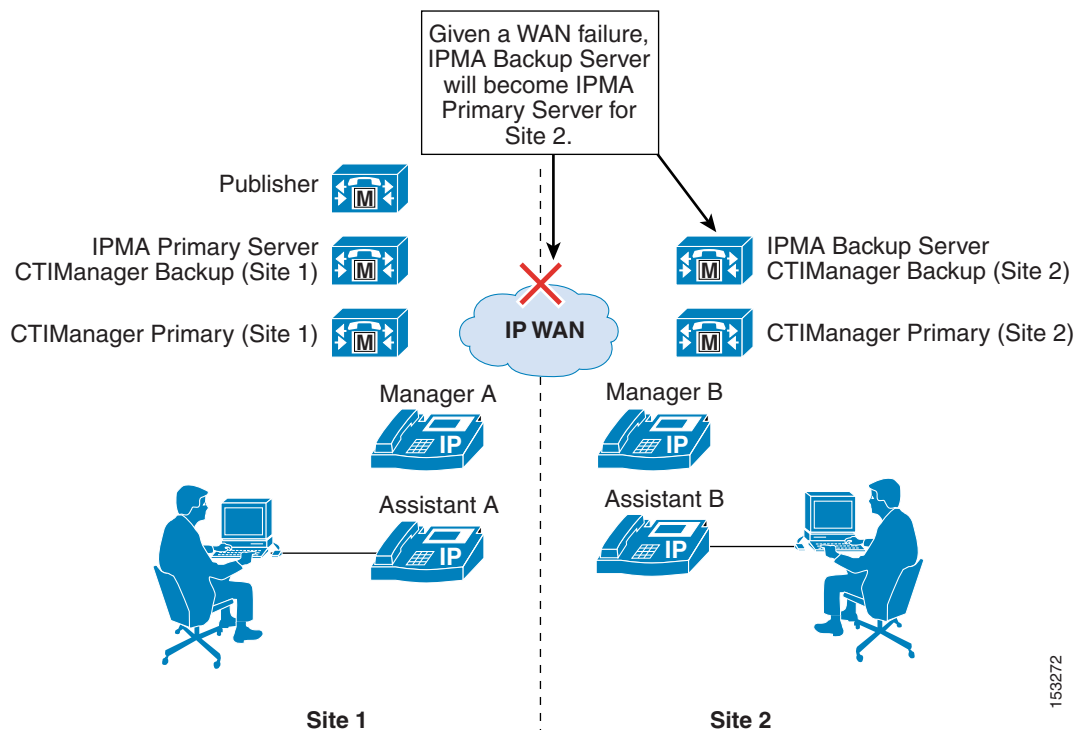 Given a WAN failure,
IPMA Backup Server
will become IPMA
Primary Server for
Site 2.
Publisher
M
IPMA Primary Server
CTIManager Backup (Site 1)
M
M
IPMA Backup Server
CTIManager Backup (Site 2)
CTIManager Primary (Site 1)
M
IP WAN
M
CTIManager Primary (Site 2)
Manager A
IP
Manager B
IP
Assistant A
IP
Assistant B
IP
Site 1
Site 2
153272